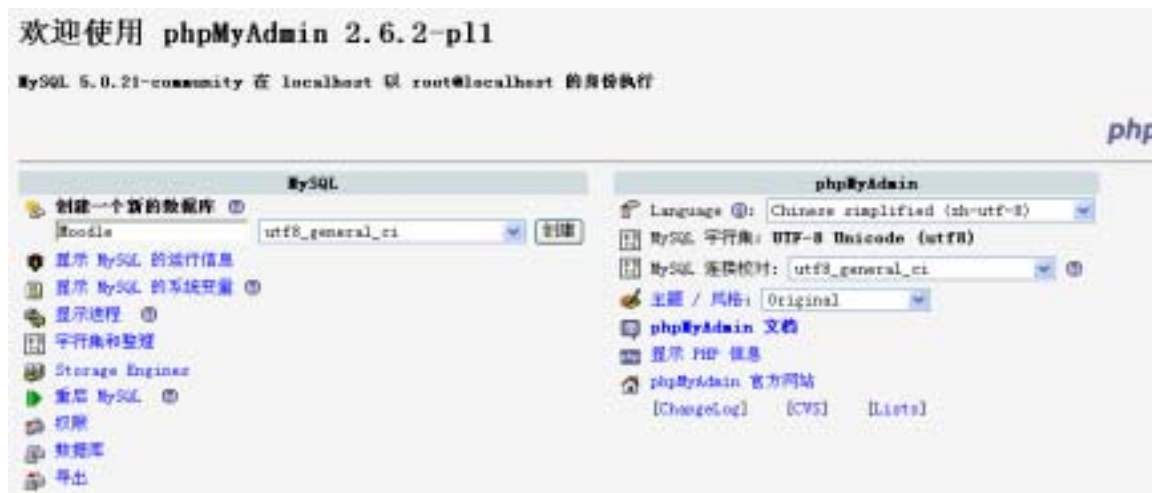 欢迎使用 phpMyAdmin 2.6.2-pl1
MySQL 5.0.21-community 在 localhost 以 root@localhost 的身份执行
php
MySQL
创建一个新的数据库
Moodle utf8_general_ci 创建
显示 MySQL 的运行信息
显示 MySQL 的系统变量
显示进程
字符集和整理
Storage Engines
重启 MySQL
权限
数据库
导出
phpMyAdmin
Language : Chinese simplified (zh-utf-8)
MySQL 字符集: UTF-8 Unicode (utf8)
MySQL 连接校对: utf8_general_ci
主题 / 风格: Original
phpMyAdmin 文档
显示 PHP 信息
phpMyAdmin 官方网站
[ChangeLog] [CVS] [Lists]